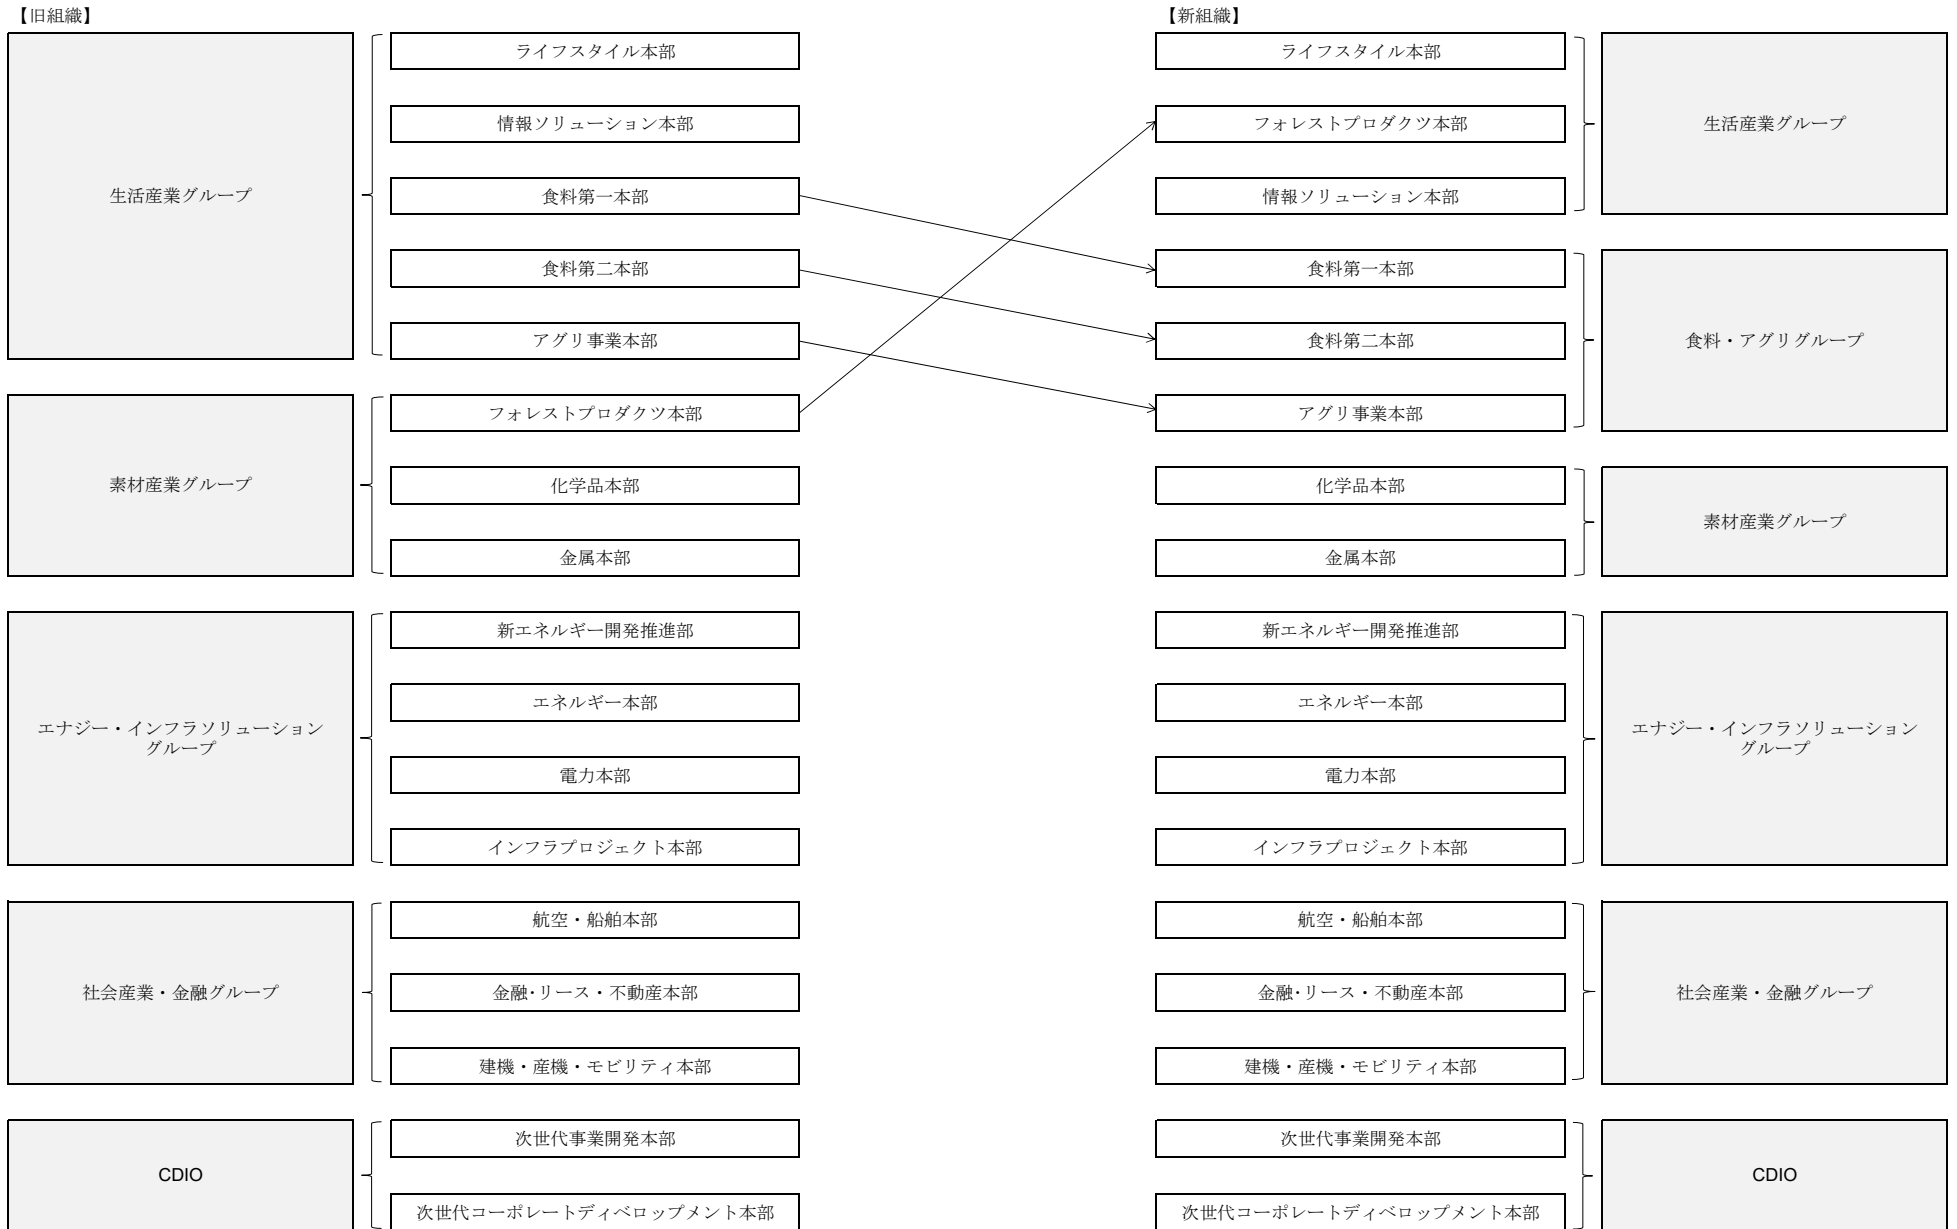 【旧組織】
生活産業グループ
ライフスタイル本部
情報ソリューション本部
食料第一本部
食料第二本部
アグリ事業本部
素材産業グループ
フォレストプロダクツ本部
化学品本部
金属本部
エナジー・インフラソリューション
グループ
新エネルギー開発推進部
エネルギー本部
電力本部
インフラプロジェクト本部
社会産業・金融グループ
航空・船舶本部
金融・リース・不動産本部
建機・産機・モビリティ本部
CDIO
次世代事業開発本部
次世代コーポレートディベロップメント本部
【新組織】
ライフスタイル本部
フォレストプロダクツ本部
情報ソリューション本部
生活産業グループ
食料第一本部
食料第二本部
アグリ事業本部
食料・アグリグループ
化学品本部
金属本部
素材産業グループ
新エネルギー開発推進部
エネルギー本部
電力本部
インフラプロジェクト本部
エナジー・インフラソリューション
グループ
航空・船舶本部
金融・リース・不動産本部
建機・産機・モビリティ本部
社会産業・金融グループ
次世代事業開発本部
次世代コーポレートディベロップメント本部
CDIO